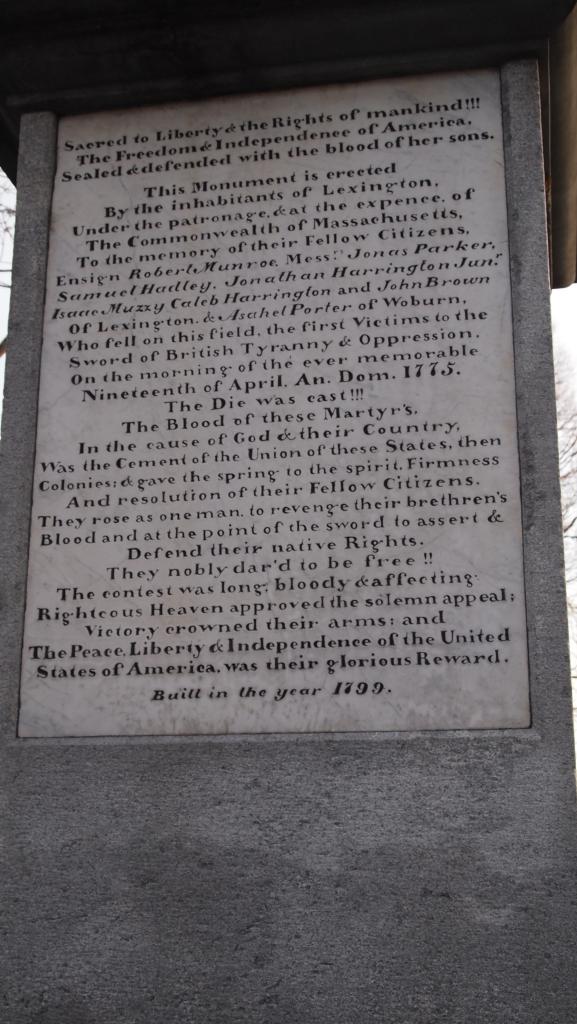 Sacred to Liberty & the Rights of mankind!!!
The Freedom & Independence of America,
Sealed & defended with the blood of her sons.
This Monument is erected
By the inhabitants of Lexington,
Under the patronage, & at the expence, of
The Commonwealth of Massachusetts,
To the memory of their Fellow Citizens,
Ensign Robert Munroe, Messrs. Jonas Parker,
Samuel Hadley, Jonathan Harrington Junr.
Isaac Muzzy Caleb Harrington and John Brown
Of Lexington, & Asahel Porter of Woburn,
Who fell on this field, the first Victims to the
Sword of British Tyranny & Oppression,
On the morning of the ever memorable
Nineteenth of April, An. Dom. 1775.
The Die was cast!!!
The Blood of these Martyr's,
In the cause of God & their Country,
Was the Cement of the Union of these States, then
Colonies; & gave the spring to the spirit, Firmness
And resolution of their Fellow Citizens.
They rose as one man, to revenge their brethren's
Blood and at the point of the sword to assert &
Defend their native Rights.
They nobly dar'd to be free!!
The contest was long, bloody & affecting.
Righteous Heaven approved the solemn appeal;
Victory crowned their arms; and
The Peace, Liberty & Independence of the United
States of America, was their glorious Reward.
Built in the year 1799.